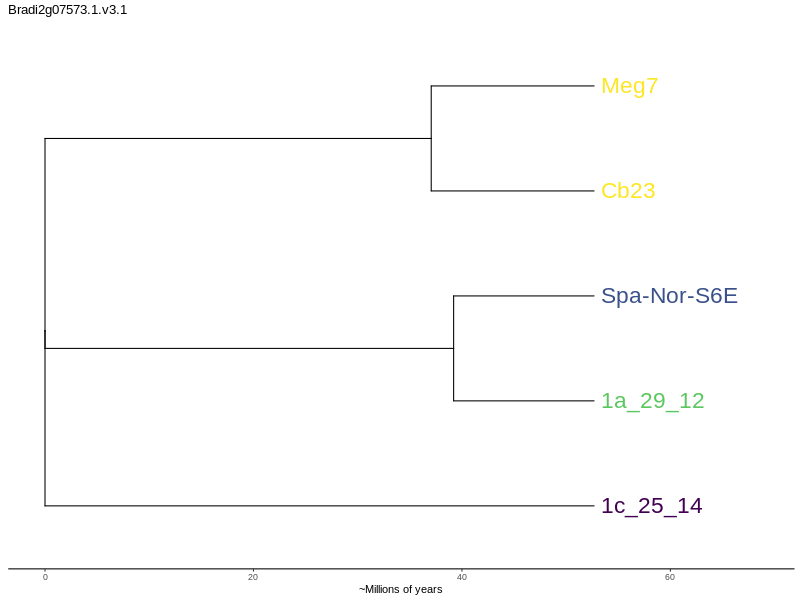 Bradi2g07573.1.v3.1
Meg7
Cb23
Spa-Nor-S6E
1a_29_12
1c_25_14
0 20 40 60
~Millions of years